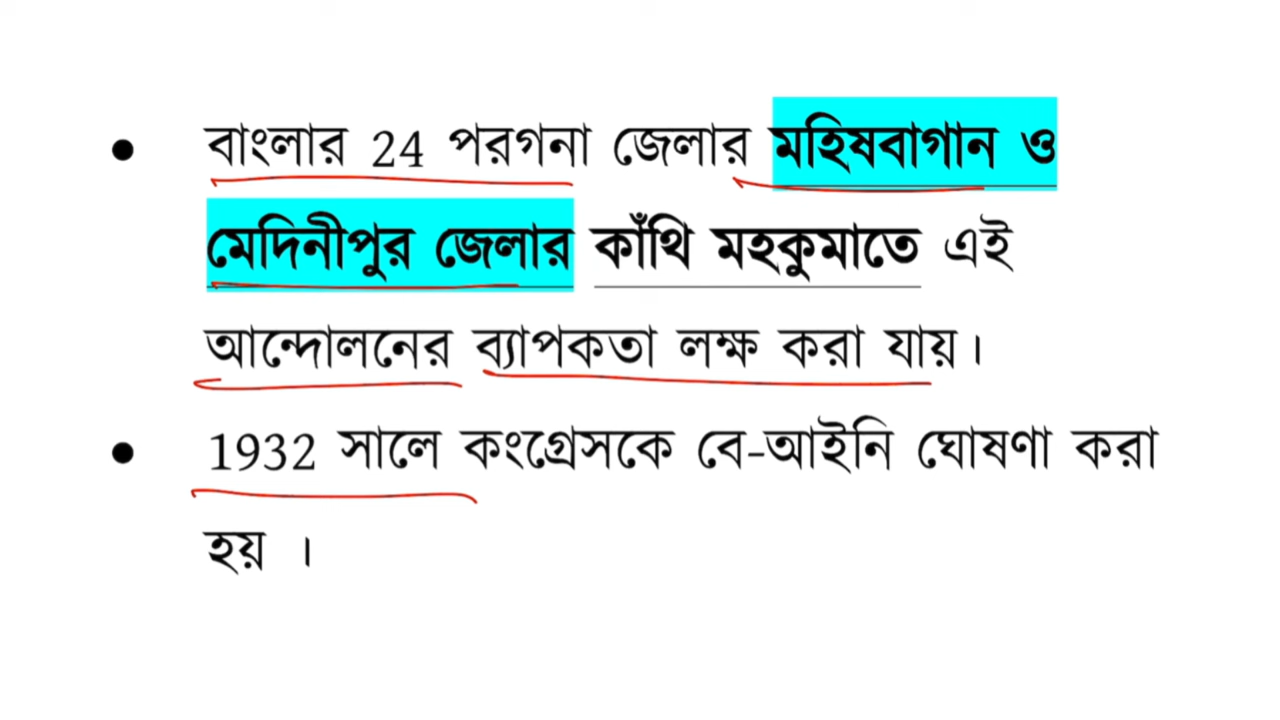 • বাংলার 24 পরগনা জেলার মহিষবাগান ও
মেদিনীপুর জেলার কাঁথি মহকুমাতে এই
আন্দোলনের ব্যাপকতা লক্ষ করা যায়।
• 1932 সালে কংগ্রেসকে বে-আইনি ঘোষণা করা
হয় ।